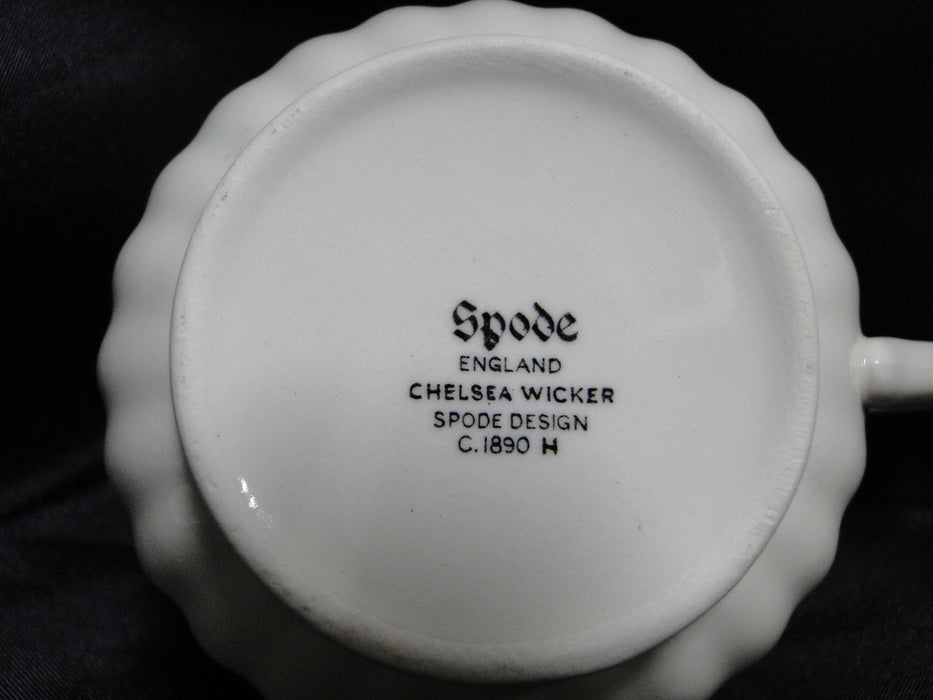 Spode
ENGLAND
CHELSEA WICKER
SPODE DESIGN
C.1890 H